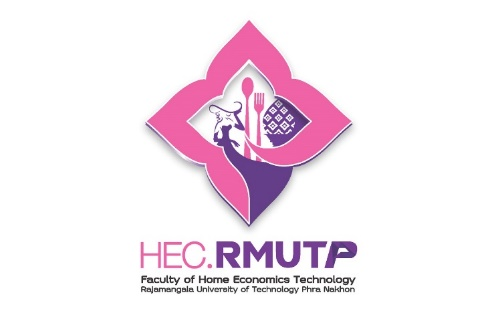 HEC.RMUTP
Faculty of Home Economics Technology
Rajamangala University of Technology Phra Nakhon